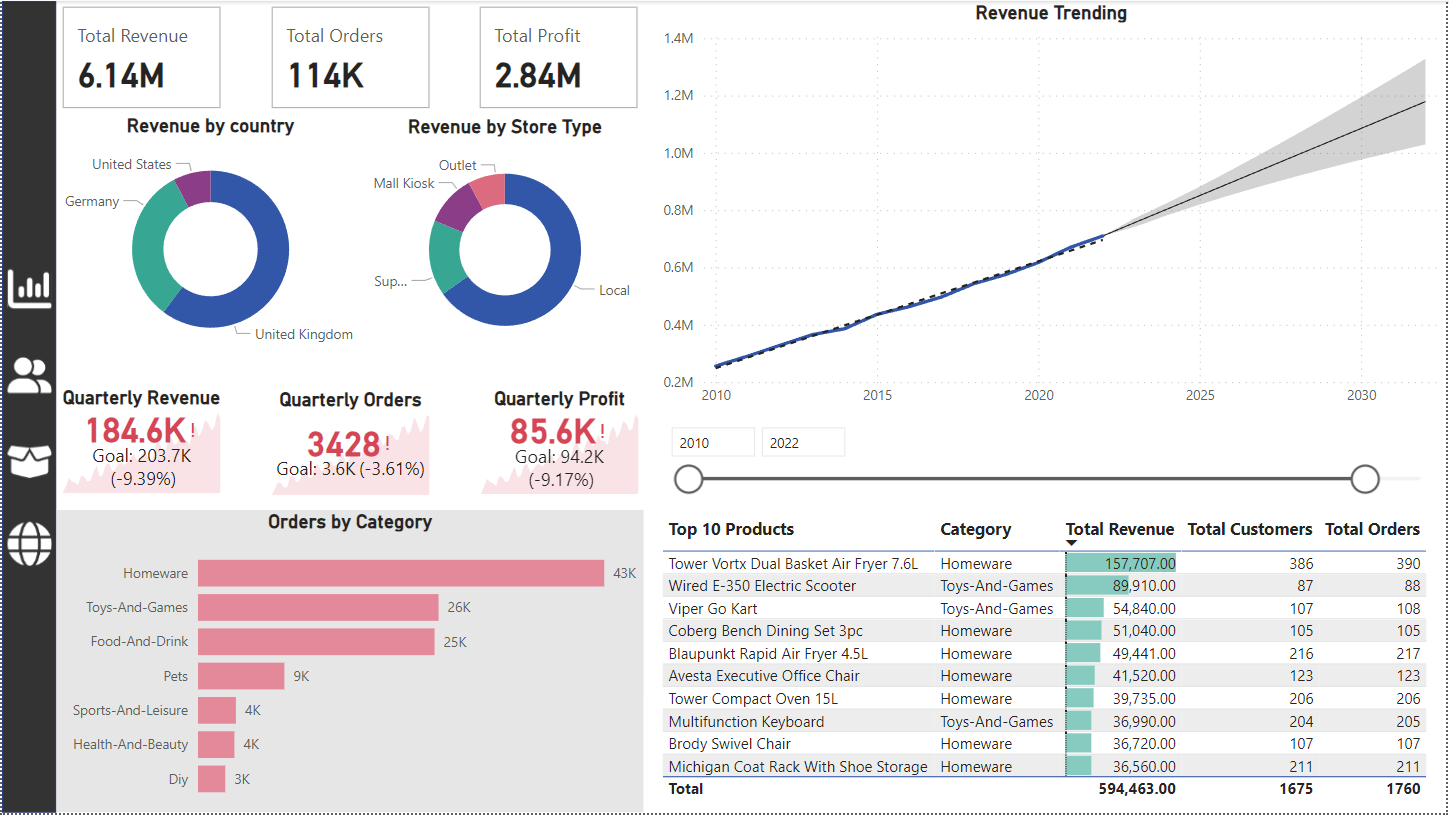 Total Revenue
6.14M
Total Orders
114K
Total Profit
2.84M
Revenue by country
United States
Germany
United Kingdom
Revenue by Store Type
Outlet
Mall Kiosk
Sup...
Local
Revenue Trending
1.4M
1.2M
1.0M
0.8M
0.6M
0.4M
0.2M
2010 2015 2020 2025 2030
2010 2022
Quarterly Revenue
184.6K!
Goal: 203.7K
(-9.39%)
Quarterly Orders
3428!
Goal: 3.6K (-3.61%)
Quarterly Profit
85.6K!
Goal: 94.2K
(-9.17%)
Orders by Category
Homeware 43K
Toys-And-Games 26K
Food-And-Drink 25K
Pets 9K
Sports-And-Leisure 4K
Health-And-Beauty 4K
Diy 3K
Top 10 Products Category Total Revenue Total Customers Total Orders
Tower Vortx Dual Basket Air Fryer 7.6L Homeware 157,707.00 386 390
Wired E-350 Electric Scooter Toys-And-Games 89,910.00 87 88
Viper Go Kart Toys-And-Games 54,840.00 107 108
Coberg Bench Dining Set 3pc Homeware 51,040.00 105 105
Blaupunkt Rapid Air Fryer 4.5L Homeware 49,441.00 216 217
Avesta Executive Office Chair Homeware 41,520.00 123 123
Tower Compact Oven 15L Homeware 39,735.00 206 206
Multifunction Keyboard Toys-And-Games 36,990.00 204 205
Brody Swivel Chair Homeware 36,720.00 107 107
Michigan Coat Rack With Shoe Storage Homeware 36,560.00 211 211
Total 594,463.00 1675 1760